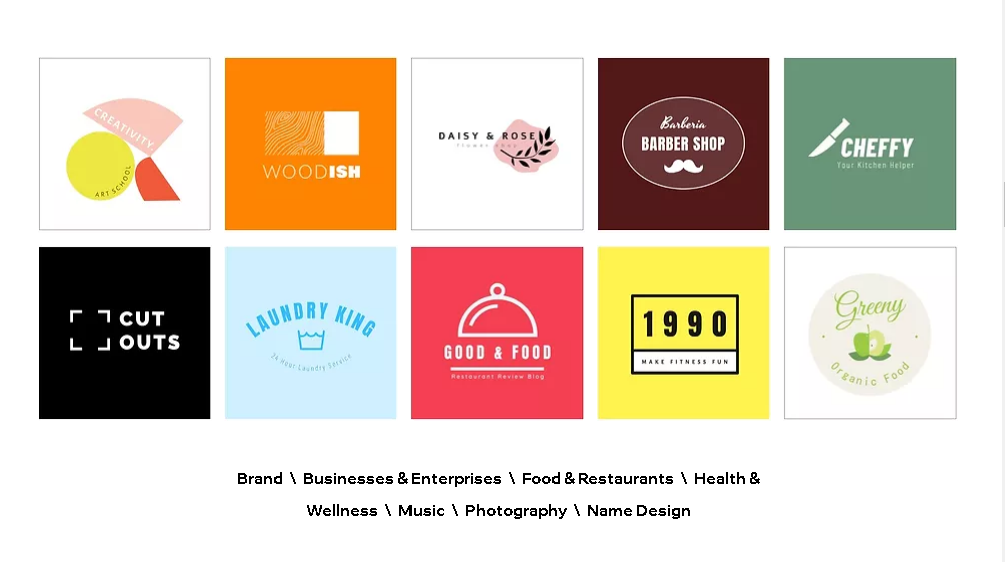 CREATIVITY
ART SCHOOL
WOODISH
DAISY & ROSE
flower shop
Barberia
BARBER SHOP
CHEFFY
Your Kitchen Helper
CUT
OUTS
LAUNDRY KING
24 Hour Laundry Service
GOOD & FOOD
Restaurant Review Blog
1990
MAKE FITNESS FUN
Greeny
Organic Food
Brand \ Businesses & Enterprises \ Food & Restaurants \ Health &
Wellness \ Music \ Photography \ Name Design